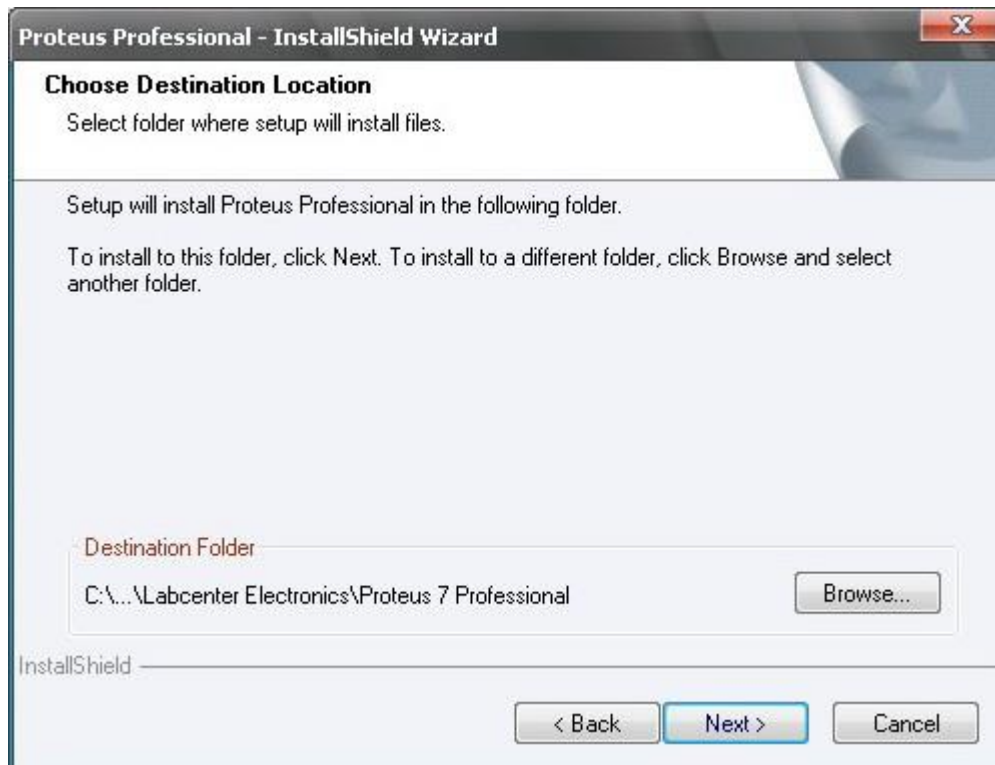 Proteus Professional - InstallShield Wizard
Choose Destination Location
Select folder where setup will install files.
Setup will install Proteus Professional in the following folder.
To install to this folder, click Next. To install to a different folder, click Browse and select
another folder.
Destination Folder
C:\...\Labcenter Electronics\Proteus 7 Professional
Browse...
InstallShield
< Back
Next >
Cancel